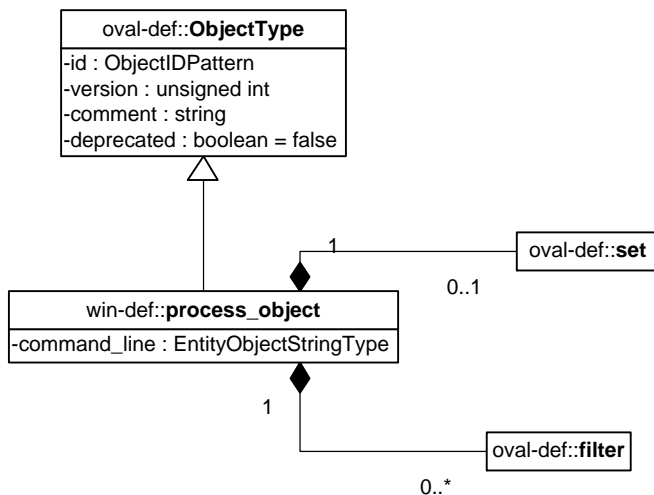 oval-def::ObjectType
-id : ObjectIDPattern
-version : unsigned int
-comment : string
-deprecated : boolean = false
1
oval-def::set
0..1
win-def::process_object
-command_line : EntityObjectStringType
1
oval-def::filter
0..*